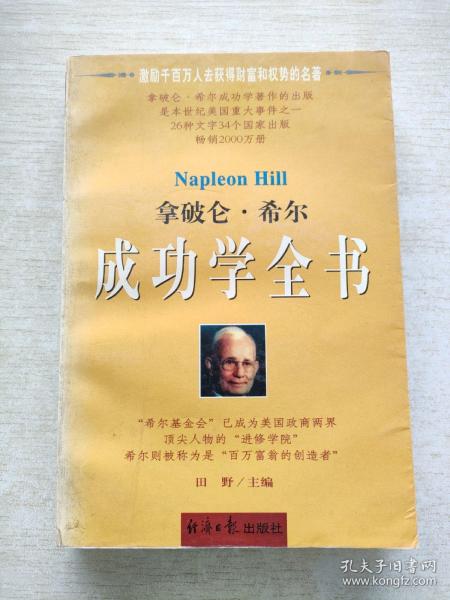 激励千百万人去获得财富和权势的名著
拿破仑·希尔成功学著作的出版
是本世纪美国重大事件之一
26种文字34个国家出版
畅销2000万册
Napleon Hill
拿破仑·希尔
成功学全书
“希尔基金会”已成为美国政商两界
顶尖人物的“进修学院”
希尔则被称为是“百万富翁的创造者”
田 野/主编
经济日报出版社
孔夫子旧书网
www.kongfz.com